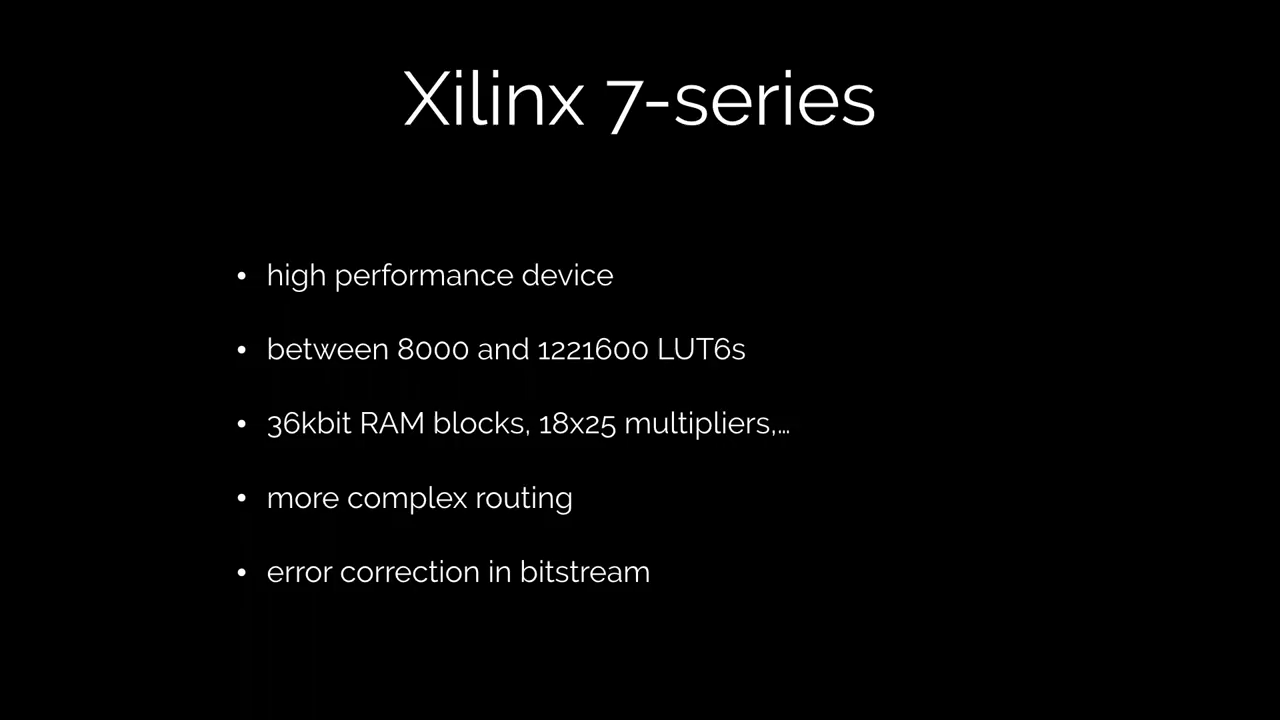 Xilinx 7-series
• high performance device
• between 8000 and 1221600 LUT6s
• 36kbit RAM blocks, 18x25 multipliers,...
• more complex routing
• error correction in bitstream